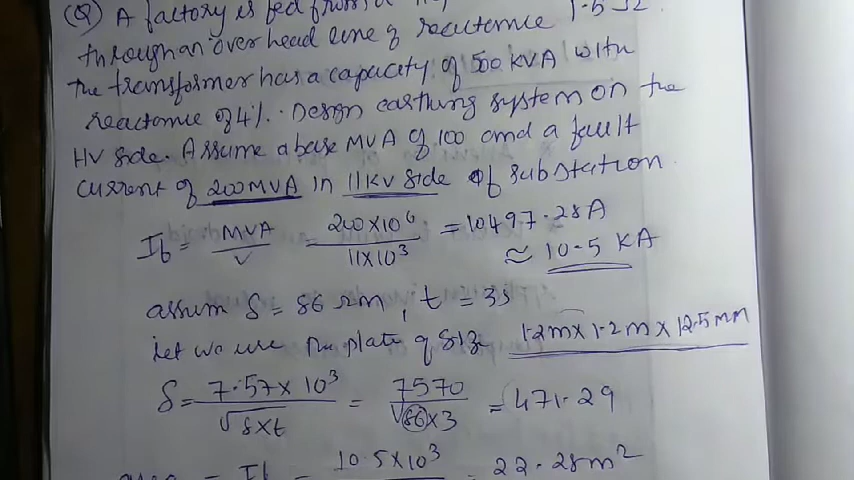 (Q) A factory is fed from a
through an over head line of reactance 1.5 Ω.
the transformer has a capacity of 500 KVA with
reactance of 4%. Design earthing system on the
HV side. Assume a base MVA of 100 and a fault
current of 200MVA in 11KV side of substation.
Ib = MVA / V = 200×10⁶ / 11×10³ = 10497.28A
≈ 10.5 KA
assum δ = 86 Ωm, t = 3s
let we use the plate of size 1.2m × 1.2m × 12.5mm
δ = 7.57×10³ / √(δ×t) = 7570 / √(86×3) = 471.29
= If = 10.5×10³ = 22.28m²